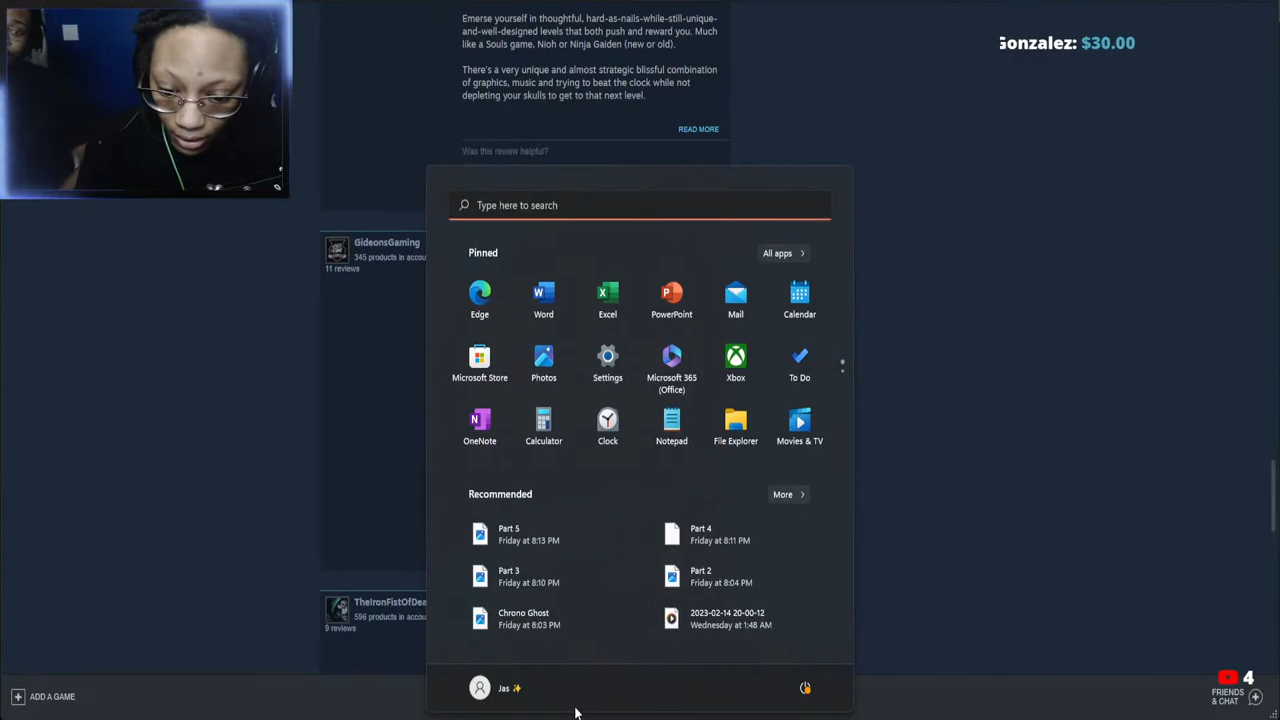 Emerse yourself in thoughtful, hard-as-nails-while-still-unique-
and-well-designed levels that both push and reward you. Much
like a Souls game, Nioh or Ninja Gaiden (new or old).
There's a very unique and almost strategic blissful combination
of graphics, music and trying to beat the clock while not
depleting your skulls to get to that next level.
READ MORE
Was this review helpful?
Gonzalez: $30.00
GideonsGaming
345 products in accou
11 reviews
TheIronFistOfDea
596 products in accou
9 reviews
Type here to search
Pinned
All apps
Edge
Word
Excel
PowerPoint
Mail
Calendar
Microsoft Store
Photos
Settings
Microsoft 365
(Office)
Xbox
To Do
OneNote
Calculator
Clock
Notepad
File Explorer
Movies & TV
Recommended
More
Part 5
Friday at 8:13 PM
Part 4
Friday at 8:11 PM
Part 3
Friday at 8:10 PM
Part 2
Friday at 8:04 PM
Chrono Ghost
Friday at 8:03 PM
2023-02-14 20-00-12
Wednesday at 1:48 AM
Jas ✨
ADD A GAME
4
FRIENDS
& CHAT